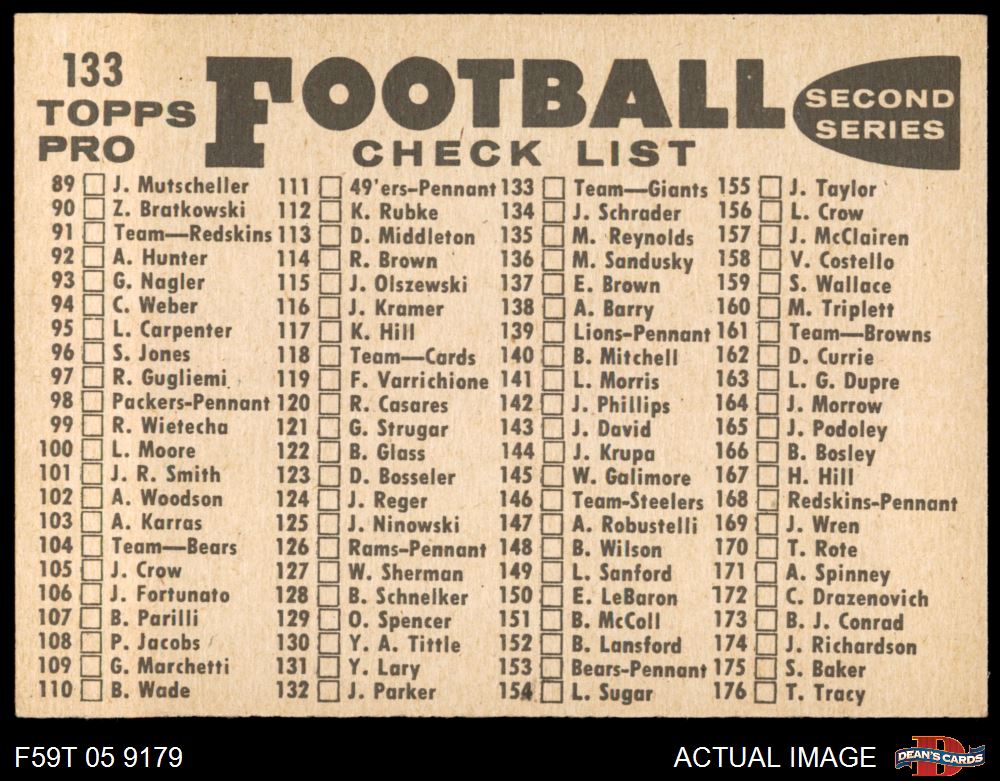 133
TOPPS
PRO
FOOTBALL
CHECK LIST
SECOND
SERIES
89 J. Mutscheller
90 Z. Bratkowski
91 Team—Redskins
92 A. Hunter
93 G. Nagler
94 C. Weber
95 L. Carpenter
96 S. Jones
97 R. Gugliemi
98 Packers-Pennant
99 R. Wietecha
100 L. Moore
101 J. R. Smith
102 A. Woodson
103 A. Karras
104 Team—Bears
105 J. Crow
106 J. Fortunato
107 B. Parilli
108 P. Jacobs
109 G. Marchetti
110 B. Wade
111 49'ers-Pennant
112 K. Rubke
113 D. Middleton
114 R. Brown
115 J. Olszewski
116 J. Kramer
117 K. Hill
118 Team—Cards
119 F. Varrichione
120 R. Casares
121 G. Strugar
122 B. Glass
123 D. Bosseler
124 J. Reger
125 J. Ninowski
126 Rams-Pennant
127 W. Sherman
128 B. Schnelker
129 O. Spencer
130 Y. A. Tittle
131 Y. Lary
132 J. Parker
133 Team—Giants
134 J. Schrader
135 M. Reynolds
136 M. Sandusky
137 E. Brown
138 A. Barry
139 Lions-Pennant
140 B. Mitchell
141 L. Morris
142 J. Phillips
143 J. David
144 J. Krupa
145 W. Galimore
146 Team-Steelers
147 A. Robustelli
148 B. Wilson
149 L. Sanford
150 E. LeBaron
151 B. McColl
152 B. Lansford
153 Bears-Pennant
154 L. Sugar
155 J. Taylor
156 L. Crow
157 J. McClairen
158 V. Costello
159 S. Wallace
160 M. Triplett
161 Team—Browns
162 D. Currie
163 L. G. Dupre
164 J. Morrow
165 J. Podoley
166 B. Bosley
167 H. Hill
168 Redskins-Pennant
169 J. Wren
170 T. Rote
171 A. Spinney
172 C. Drazenovich
173 B. J. Conrad
174 J. Richardson
175 S. Baker
176 T. Tracy
F59T 05 9179
ACTUAL IMAGE
D
DEAN'S CARDS